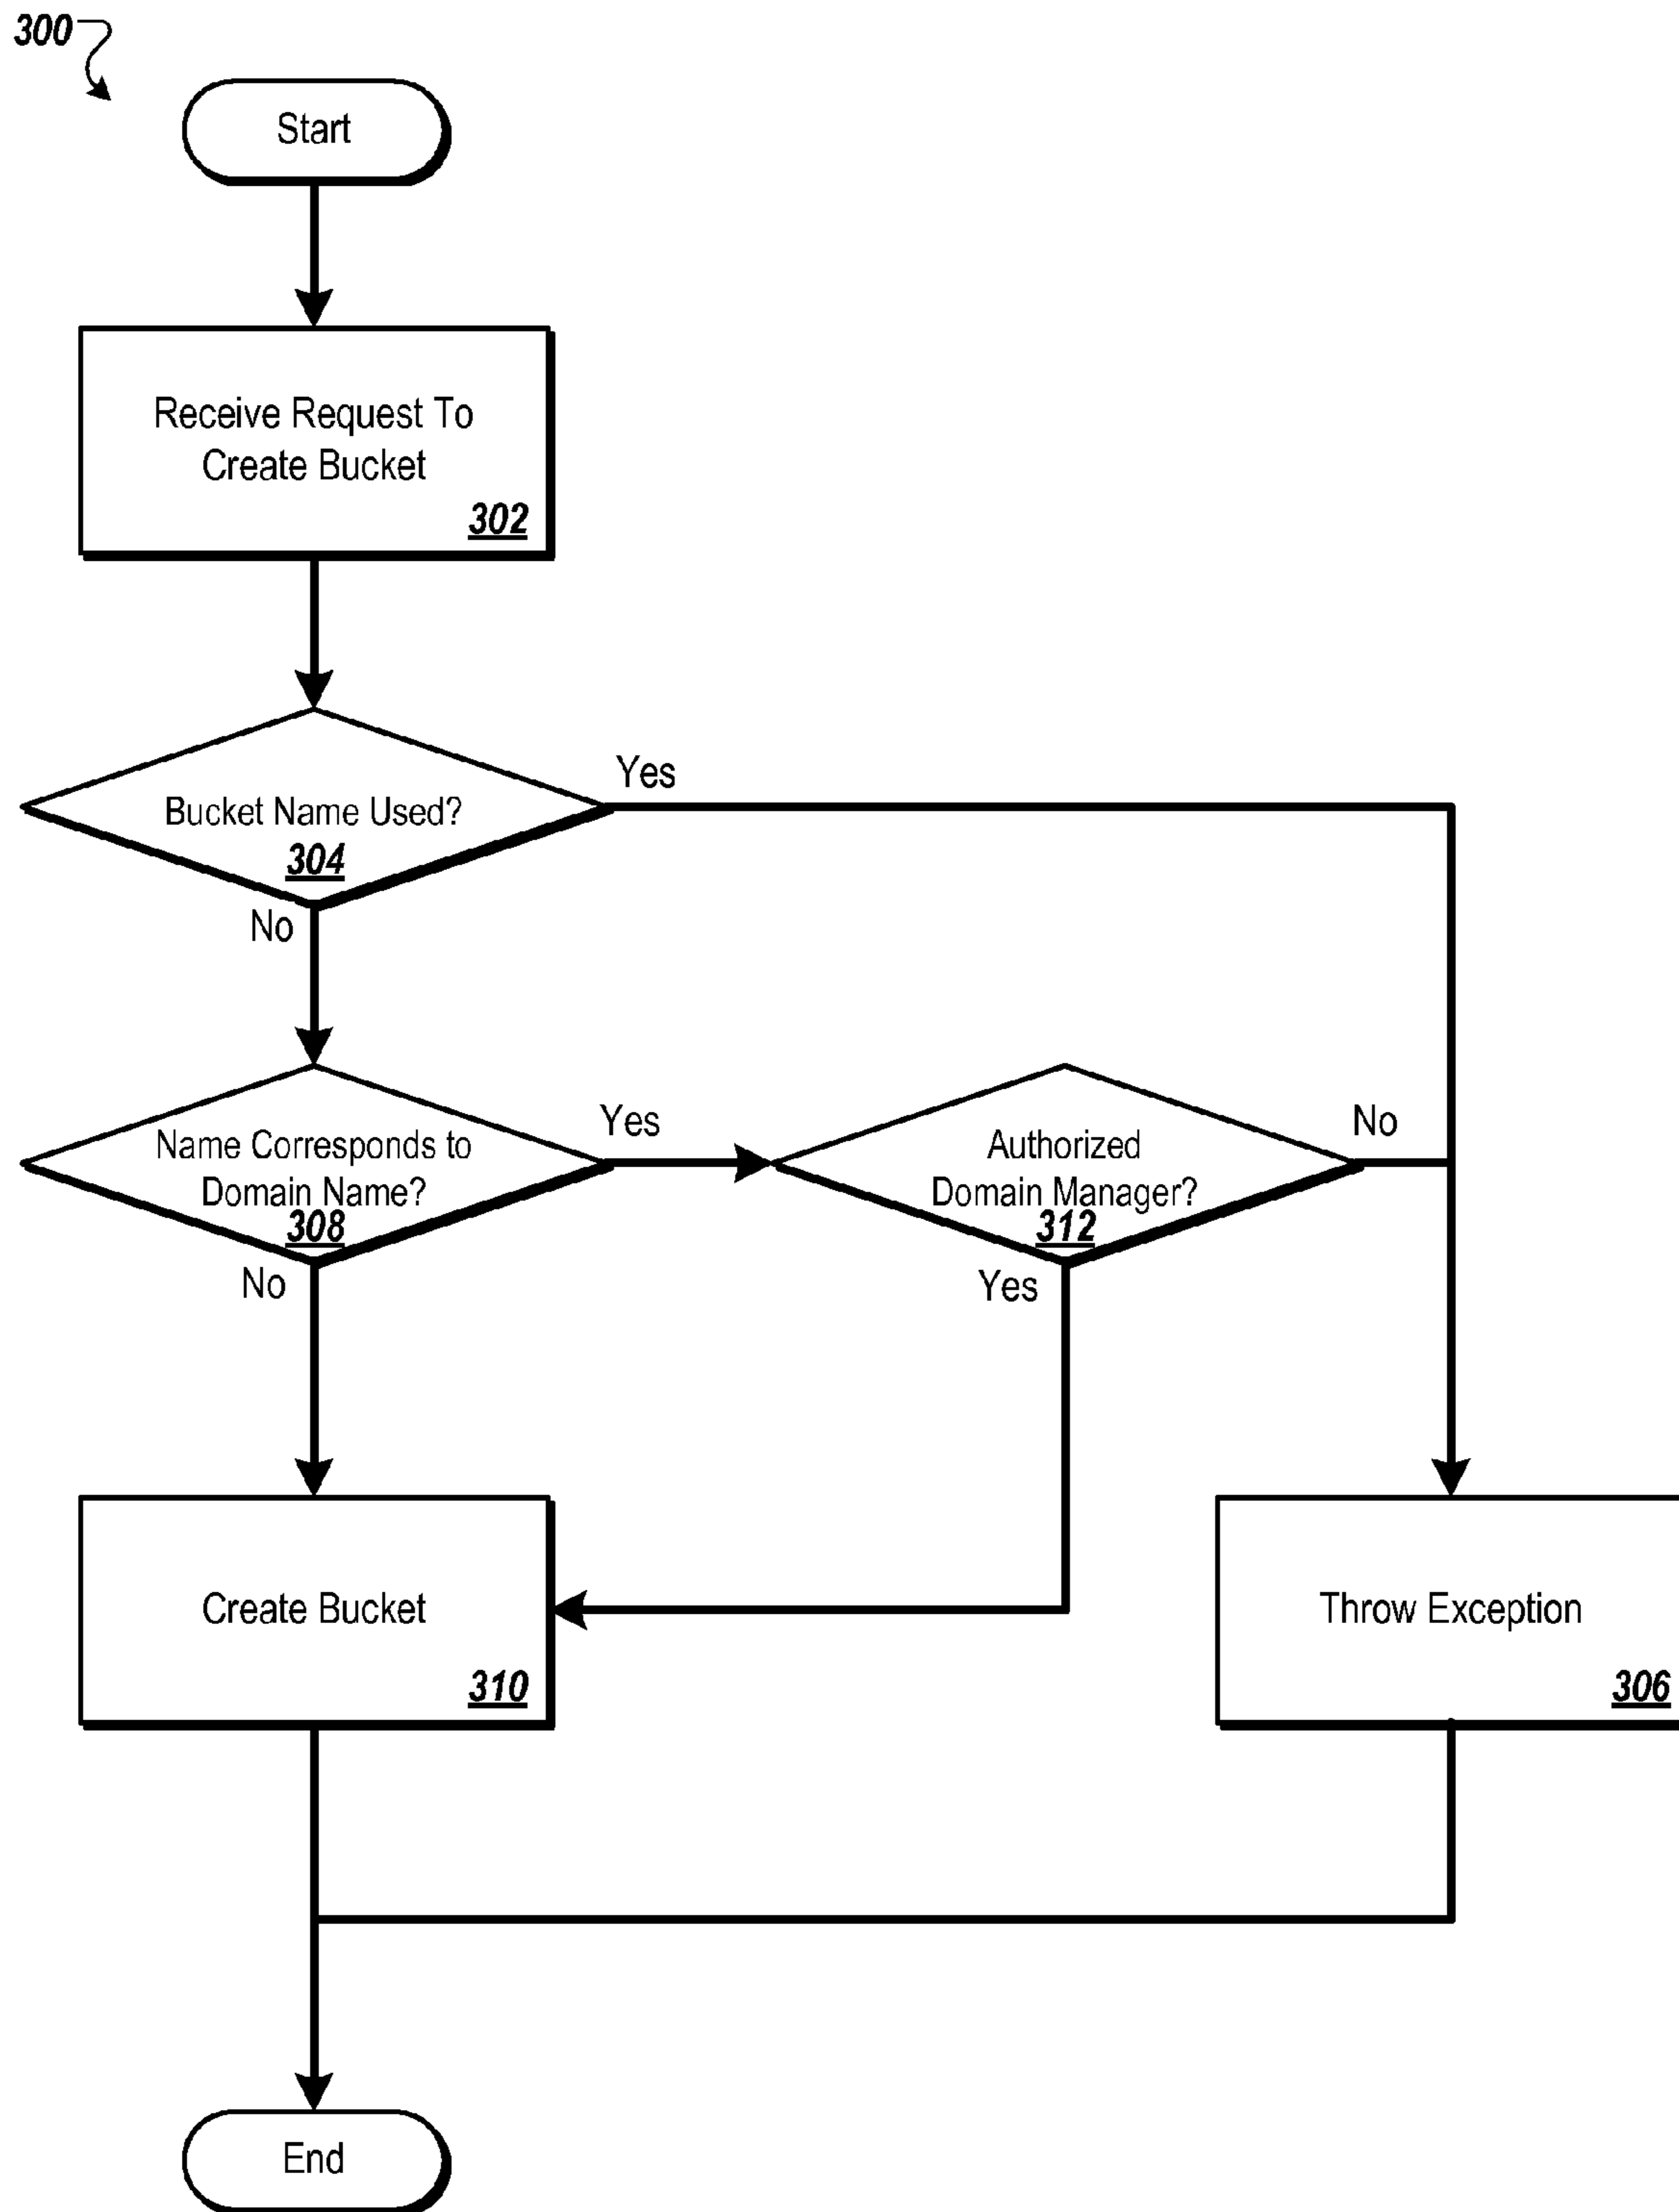 300
Start
Receive Request To
Create Bucket
302
Bucket Name Used?
304
Yes
No
Name Corresponds to
Domain Name?
308
Yes
No
Authorized
Domain Manager?
312
No
Yes
Create Bucket
310
Throw Exception
306
End